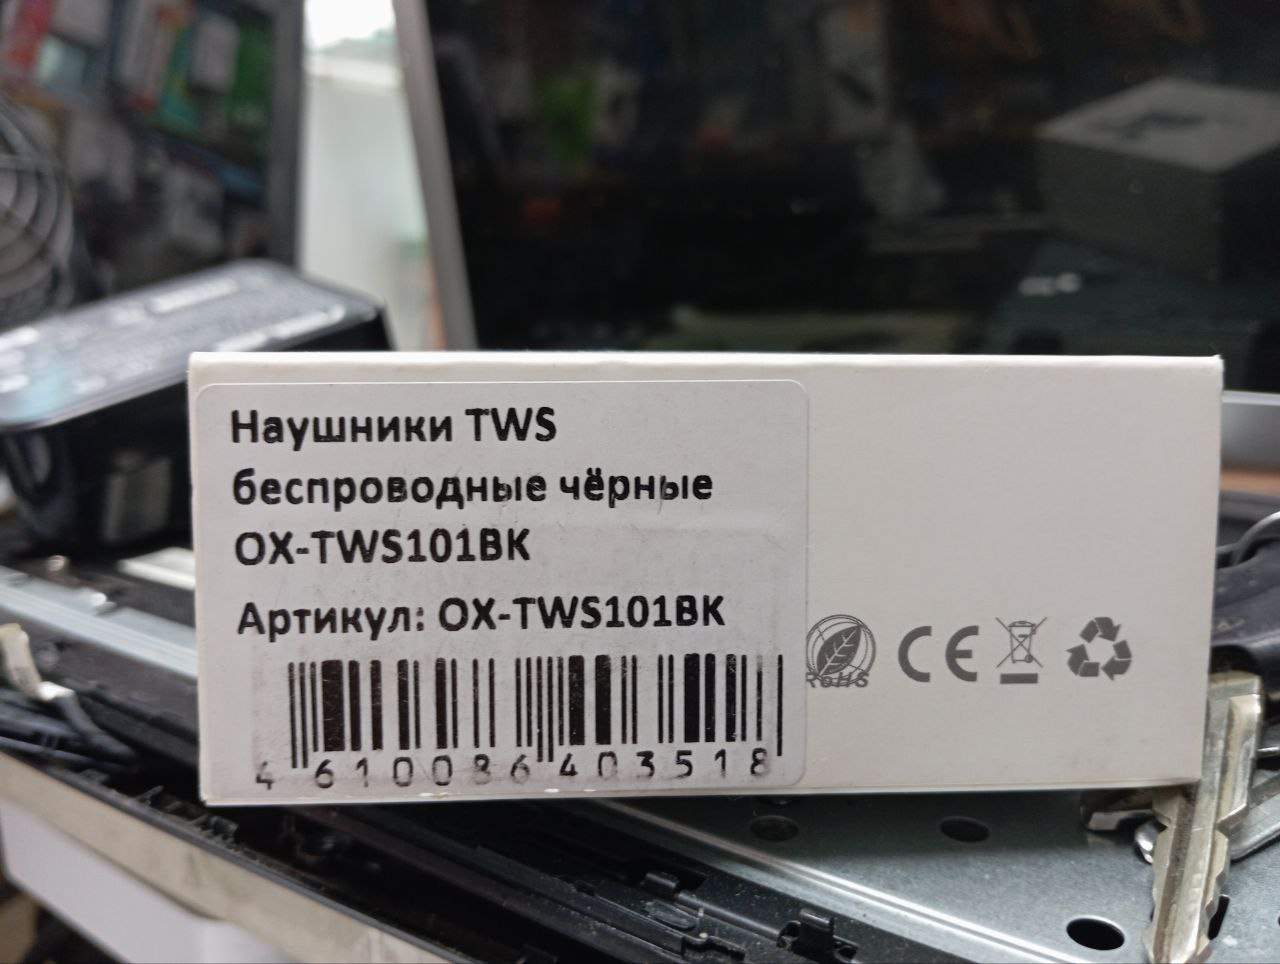 Наушники TWS
беспроводные чёрные
OX-TWS101BK
Артикул: OX-TWS101BK
4 610086 403518
RoHS
CE